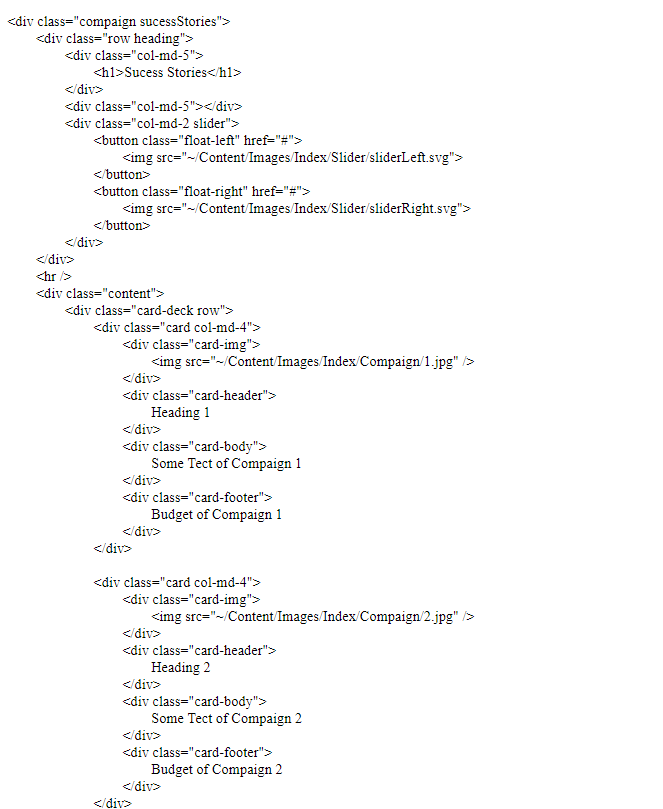 <div class="compaign sucessStories">
<div class="row heading">
<div class="col-md-5">
<h1>Sucess Stories</h1>
</div>
<div class="col-md-5"></div>
<div class="col-md-2 slider">
<button class="float-left" href="#">
<img src="~/Content/Images/Index/Slider/sliderLeft.svg">
</button>
<button class="float-right" href="#">
<img src="~/Content/Images/Index/Slider/sliderRight.svg">
</button>
</div>
</div>
<hr />
<div class="content">
<div class="card-deck row">
<div class="card col-md-4">
<div class="card-img">
<img src="~/Content/Images/Index/Compaign/1.jpg" />
</div>
<div class="card-header">
Heading 1
</div>
<div class="card-body">
Some Tect of Compaign 1
</div>
<div class="card-footer">
Budget of Compaign 1
</div>
</div>
<div class="card col-md-4">
<div class="card-img">
<img src="~/Content/Images/Index/Compaign/2.jpg" />
</div>
<div class="card-header">
Heading 2
</div>
<div class="card-body">
Some Tect of Compaign 2
</div>
<div class="card-footer">
Budget of Compaign 2
</div>
</div>